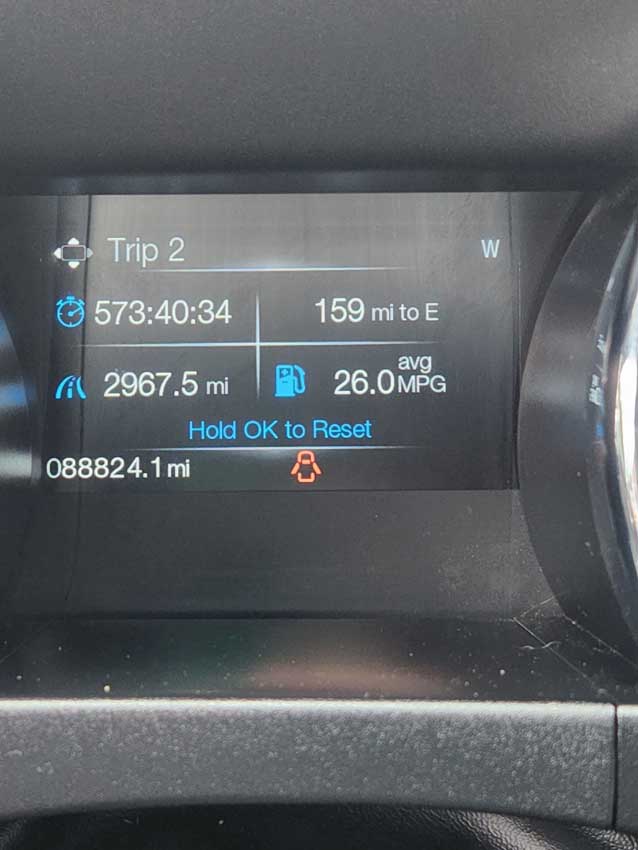 Trip 2 W
573:40:34 159 mi to E
2967.5 mi 26.0 avg MPG
Hold OK to Reset
088824.1 mi